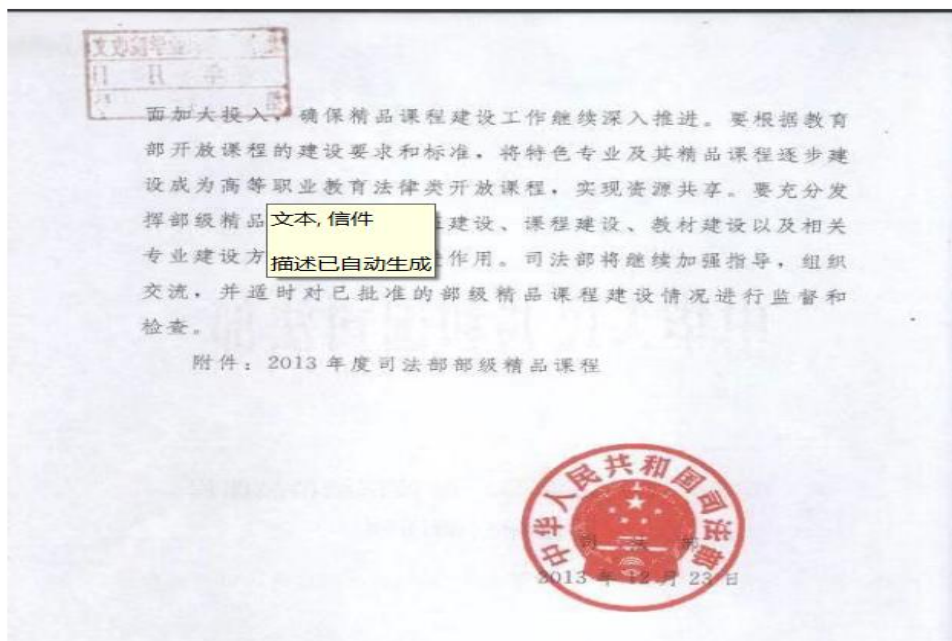 面加大投入，确保精品课程建设工作继续深入推进。要根据教育
部开放课程的建设要求和标准，将特色专业及其精品课程逐步建
设成为高等职业教育法律类开放课程，实现资源共享。要充分发
挥部级精品 建设、课程建设、教材建设以及相关
专业建设方 作用。司法部将继续加强指导，组织
交流，并适时对已批准的部级精品课程建设情况进行监督和
检查。
文本, 信件
描述已自动生成
附件：2013 年度司法部部级精品课程
中华人民共和国司法部
司 法 部
2013 年 12 月 23 日